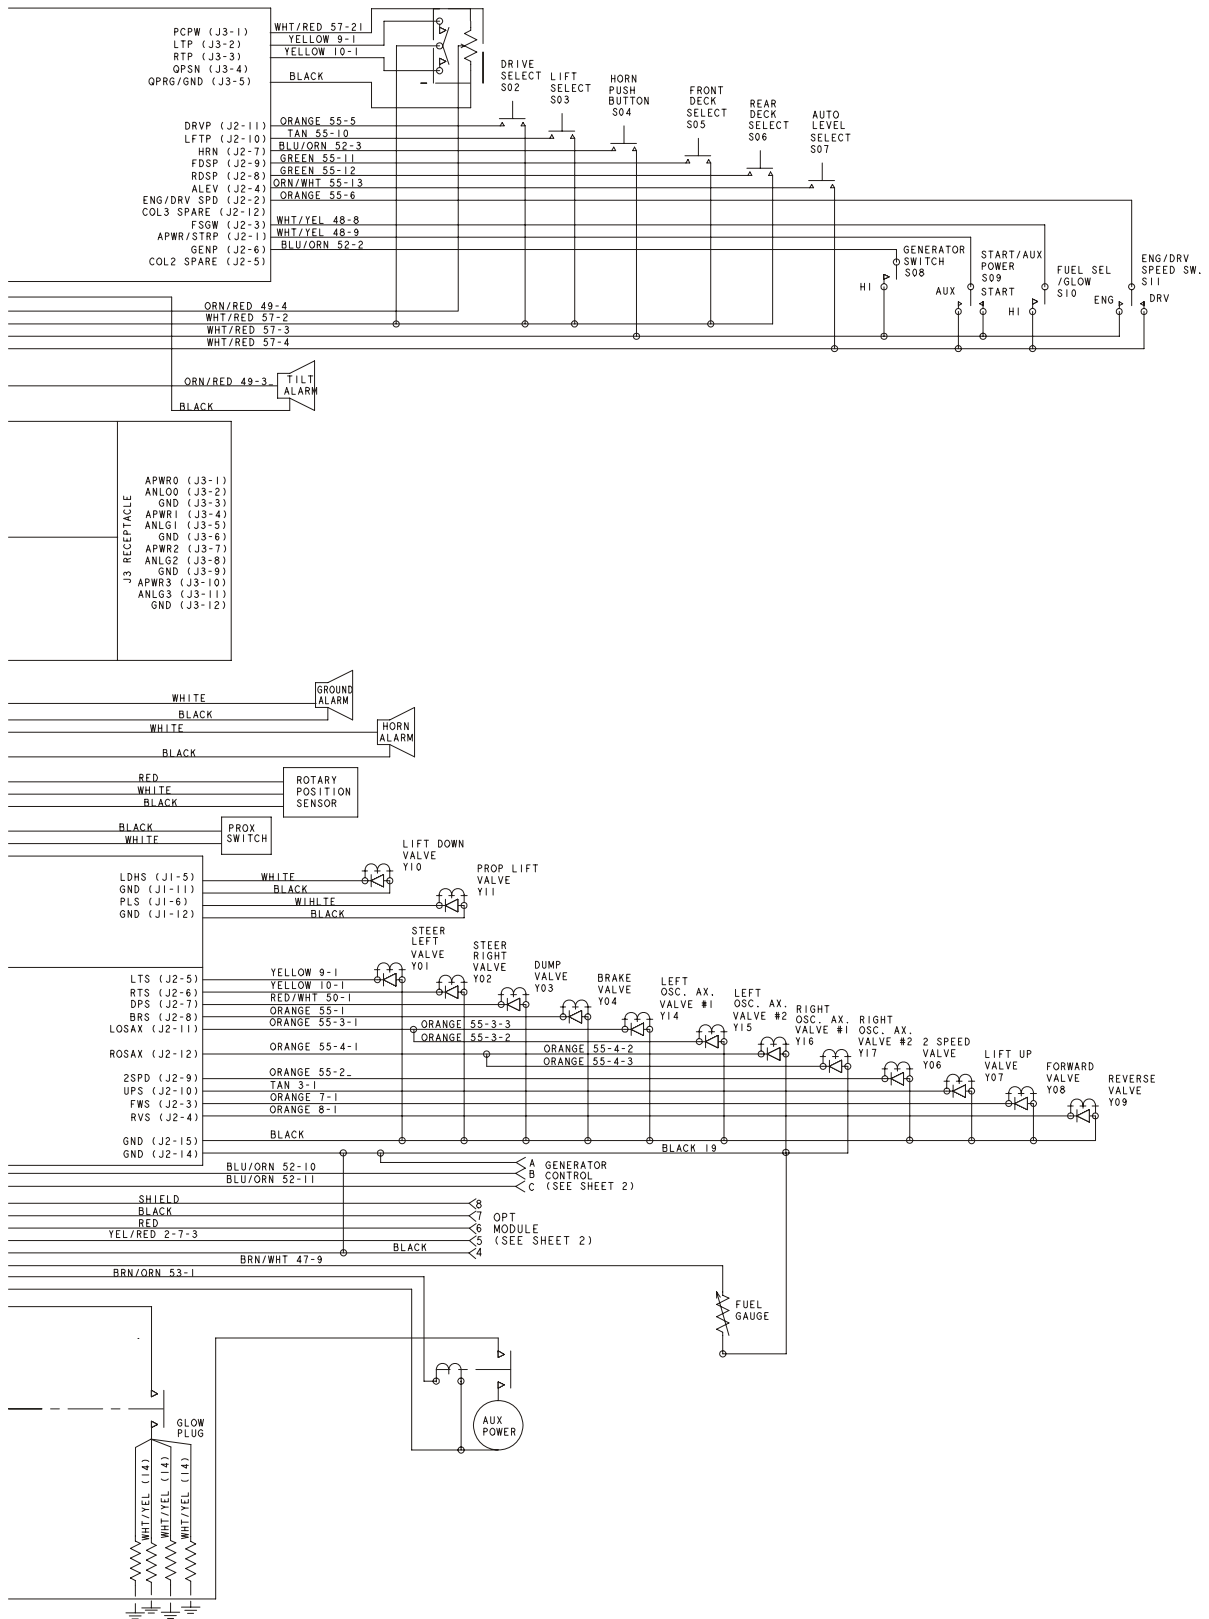 PCPW (J3-1) WHT/RED 57-21
LTP (J3-2) YELLOW 9-1
RTP (J3-3) YELLOW 10-1
QPSN (J3-4)
QPRG/GND (J3-5) BLACK
DRIVE
SELECT
S02
LIFT
SELECT
S03
HORN
PUSH
BUTTON
S04
FRONT
DECK
SELECT
S05
REAR
DECK
SELECT
S06
AUTO
LEVEL
SELECT
S07
DRVP (J2-11) ORANGE 55-5
LFTP (J2-10) TAN 55-10
HRN (J2-7) BLU/ORN 52-3
FDSP (J2-9) GREEN 55-11
RDSP (J2-8) GREEN 55-12
ALEV (J2-4) ORN/WHT 55-13
ENG/DRV SPD (J2-2) ORANGE 55-6
COL3 SPARE (J2-12)
FSGW (J2-3) WHT/YEL 48-8
APWR/STRP (J2-1) WHT/YEL 48-9
GENP (J2-6) BLU/ORN 52-2
COL2 SPARE (J2-5)
GENERATOR
SWITCH
S08
HI
START/AUX
POWER
S09
AUX START
FUEL SEL
/GLOW
S10
HI
ENG/DRV
SPEED SW.
S11
ENG DRV
ORN/RED 49-4
WHT/RED 57-2
WHT/RED 57-3
WHT/RED 57-4
ORN/RED 49-3_
TILT
ALARM
BLACK
J3 RECEPTACLE
APWR0 (J3-1)
ANLO0 (J3-2)
GND (J3-3)
APWR1 (J3-4)
ANLG1 (J3-5)
GND (J3-6)
APWR2 (J3-7)
ANLG2 (J3-8)
GND (J3-9)
APWR3 (J3-10)
ANLG3 (J3-11)
GND (J3-12)
WHITE
GROUND
ALARM
BLACK
WHITE
HORN
ALARM
BLACK
RED
WHITE
BLACK
ROTARY
POSITION
SENSOR
BLACK
WHITE
PROX
SWITCH
LIFT DOWN
VALVE
Y10
PROP LIFT
VALVE
Y11
LDHS (J1-5) WHITE
GND (J1-11) BLACK
PLS (J1-6) WIHLTE
GND (J1-12) BLACK
STEER
LEFT
VALVE
Y01
STEER
RIGHT
VALVE
Y02
DUMP
VALVE
Y03
BRAKE
VALVE
Y04
LEFT
OSC. AX.
VALVE #1
Y14
LEFT
OSC. AX.
VALVE #2
Y15
RIGHT
OSC. AX.
VALVE #1
Y16
RIGHT
OSC. AX.
VALVE #2
Y17
2 SPEED
VALVE
Y06
LIFT UP
VALVE
Y07
FORWARD
VALVE
Y08
REVERSE
VALVE
Y09
LTS (J2-5) YELLOW 9-1
RTS (J2-6) YELLOW 10-1
DPS (J2-7) RED/WHT 50-1
BRS (J2-8) ORANGE 55-1
LOSAX (J2-11) ORANGE 55-3-1 ORANGE 55-3-3
ORANGE 55-3-2
ROSAX (J2-12) ORANGE 55-4-1 ORANGE 55-4-2
ORANGE 55-4-3
2SPD (J2-9) ORANGE 55-2_
UPS (J2-10) TAN 3-1
FWS (J2-3) ORANGE 7-1
RVS (J2-4) ORANGE 8-1
GND (J2-15) BLACK
GND (J2-14) BLACK 19
BLU/ORN 52-10
BLU/ORN 52-11
A GENERATOR
B CONTROL
C (SEE SHEET 2)
SHIELD 8
BLACK 7 OPT
RED 6 MODULE
YEL/RED 2-7-3 5 (SEE SHEET 2)
BLACK 4
BRN/WHT 47-9
BRN/ORN 53-1
FUEL
GAUGE
AUX
POWER
GLOW
PLUG
WHT/YEL (14)
WHT/YEL (14)
WHT/YEL (14)